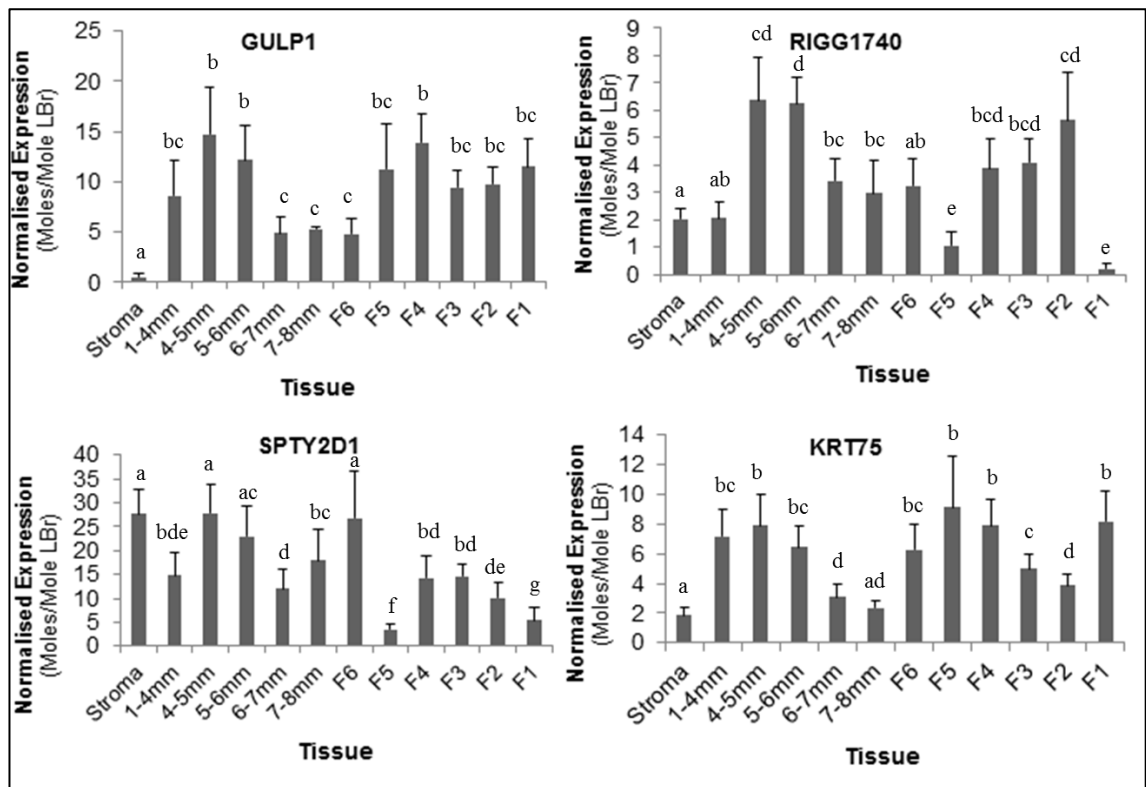 GULP1
Normalised Expression
(Moles/Mole LBr)
25
20
15
10
5
0
a
bc
b
b
c
c
c
bc
b
bc
bc
bc
Stroma
1-4mm
4-5mm
5-6mm
6-7mm
7-8mm
F6
F5
F4
F3
F2
F1
Tissue
RIGG1740
Normalised Expression
(Moles/Mole LBr)
9
8
7
6
5
4
3
2
1
0
a
ab
cd
d
bc
bc
ab
e
bcd
bcd
cd
e
Stroma
1-4mm
4-5mm
5-6mm
6-7mm
7-8mm
F6
F5
F4
F3
F2
F1
Tissue
SPTY2D1
Normalised Expression
(Moles/Mole LBr)
40
35
30
25
20
15
10
5
0
a
bde
a
ac
d
bc
a
f
bd
bd
de
g
Stroma
1-4mm
4-5mm
5-6mm
6-7mm
7-8mm
F6
F5
F4
F3
F2
F1
Tissue
KRT75
Normalised Expression
(Moles/Mole LBr)
14
12
10
8
6
4
2
0
a
bc
b
bc
d
ad
bc
b
b
c
d
b
Stroma
1-4mm
4-5mm
5-6mm
6-7mm
7-8mm
F6
F5
F4
F3
F2
F1
Tissue